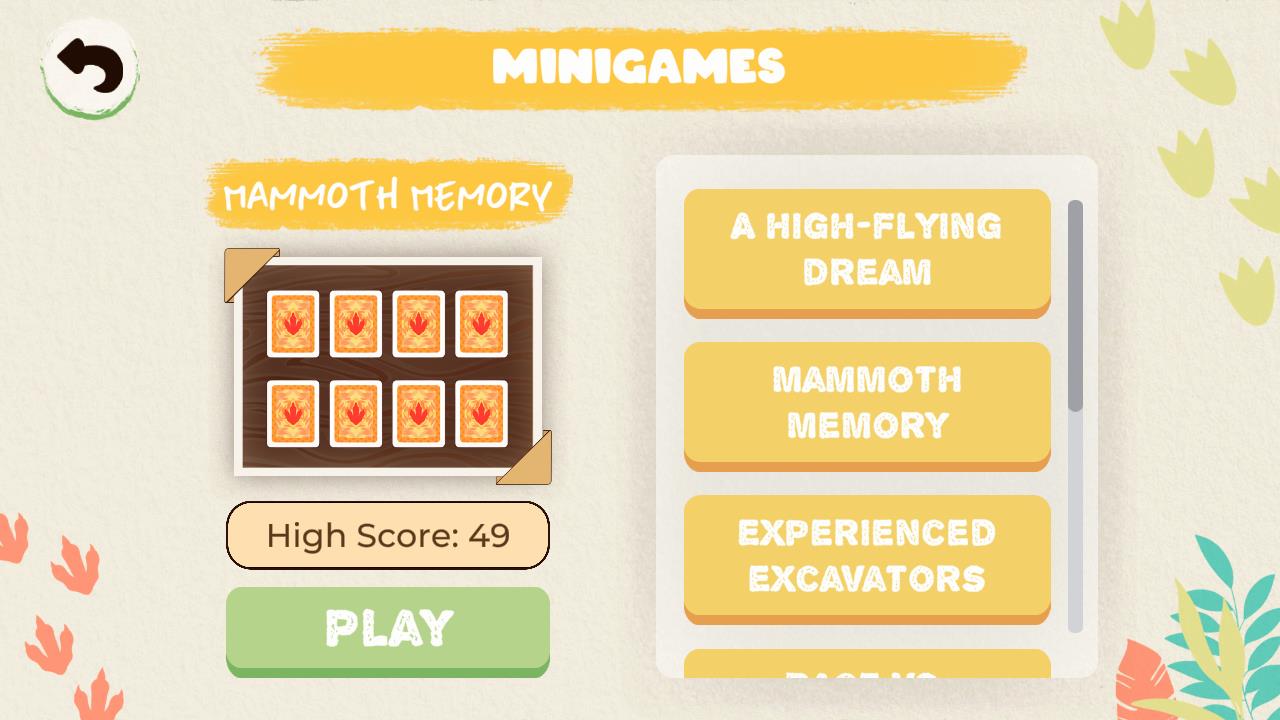 MINIGAMES
MAMMOTH MEMORY
High Score: 49
PLAY
A HIGH-FLYING
DREAM
MAMMOTH
MEMORY
EXPERIENCED
EXCAVATORS